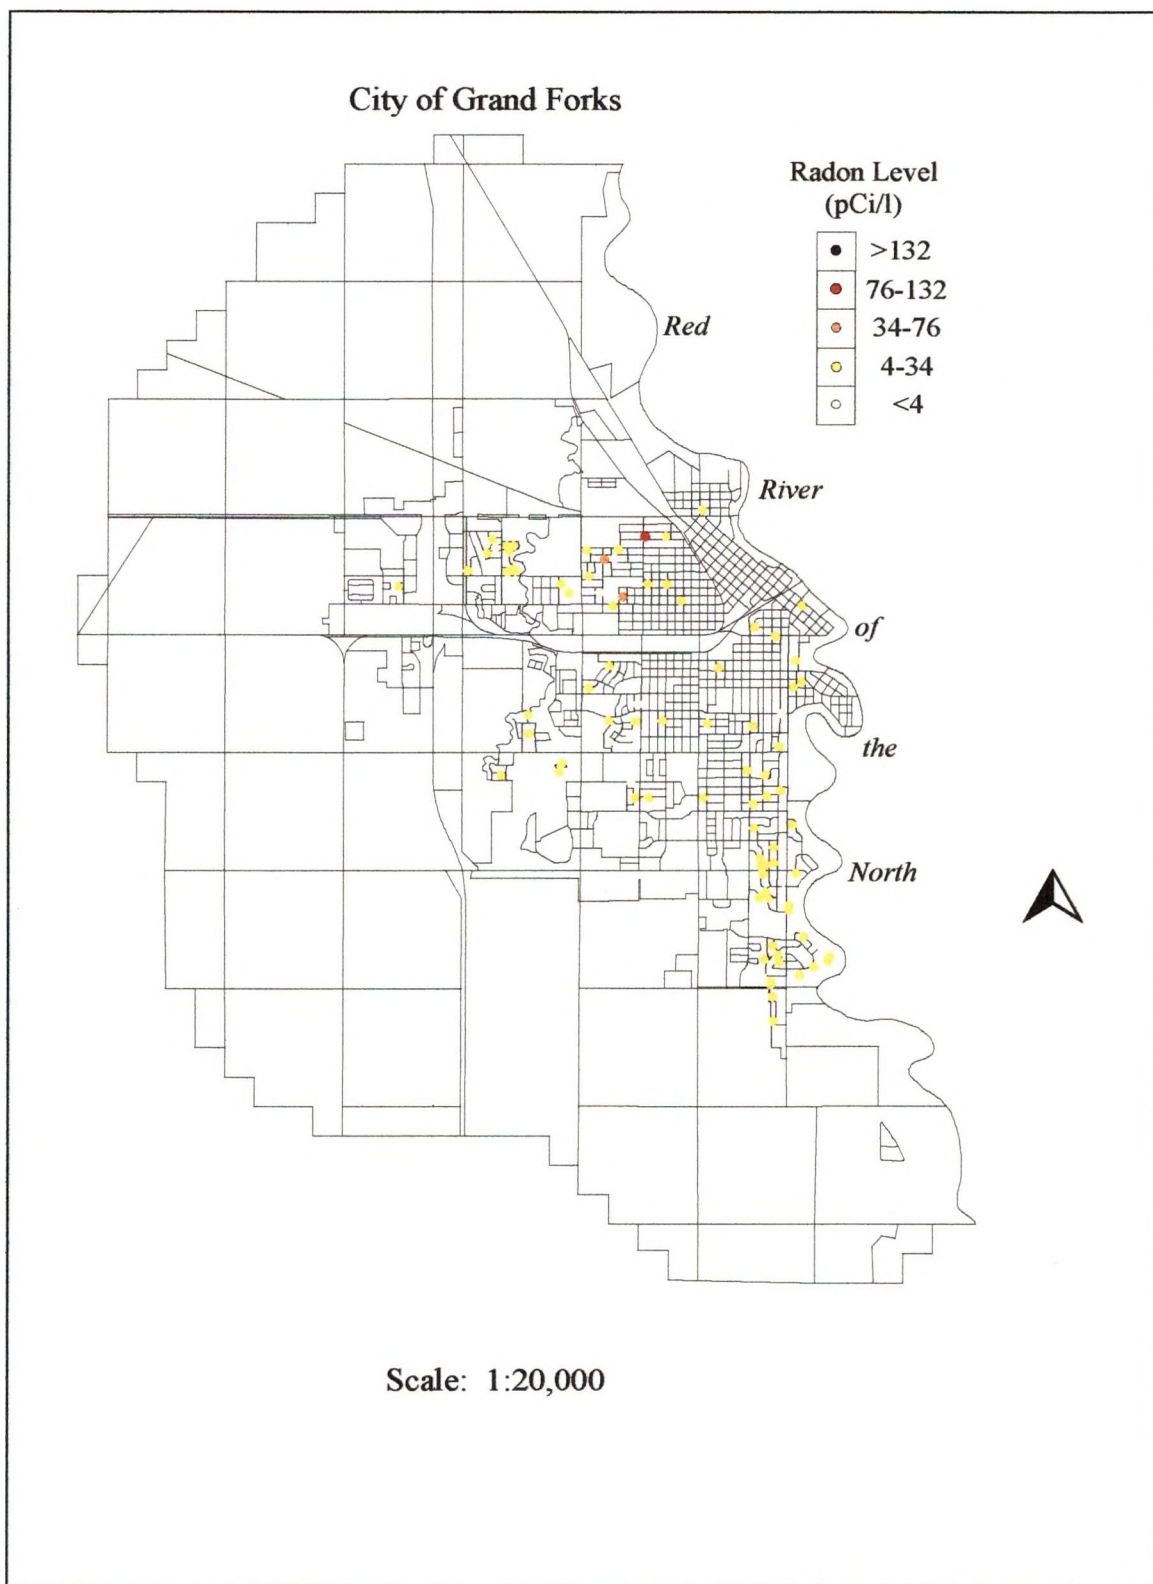 City of Grand Forks
Radon Level
(pCi/l)
>132
76-132
34-76
4-34
<4
Red
River
of
the
North
Scale: 1:20,000